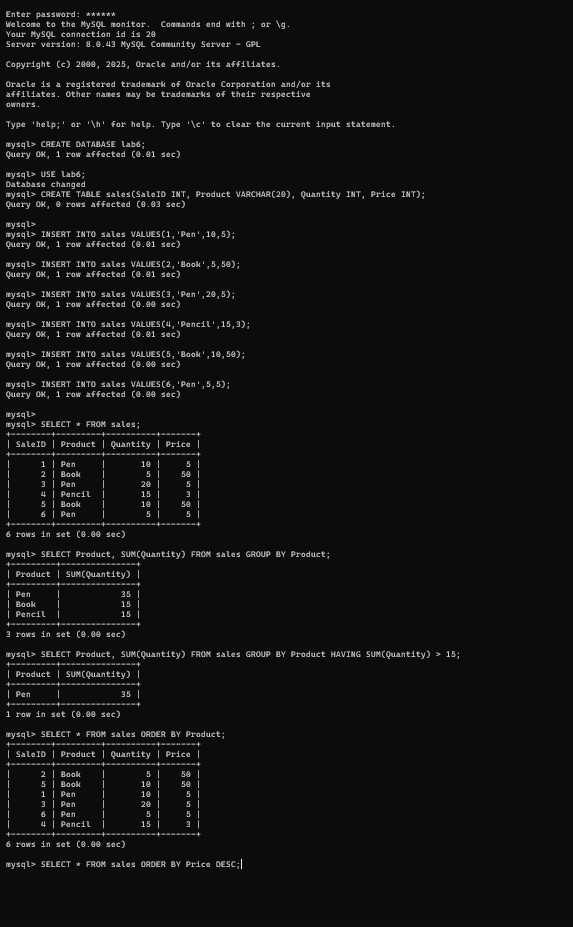 Enter password: ******
Welcome to the MySQL monitor.  Commands end with ; or \g.
Your MySQL connection id is 20
Server version: 8.0.43 MySQL Community Server - GPL

Copyright (c) 2000, 2025, Oracle and/or its affiliates.

Oracle is a registered trademark of Oracle Corporation and/or its
affiliates. Other names may be trademarks of their respective
owners.

Type 'help;' or '\h' for help. Type '\c' to clear the current input statement.

mysql> CREATE DATABASE lab6;
Query OK, 1 row affected (0.01 sec)

mysql> USE lab6;
Database changed
mysql> CREATE TABLE sales(SaleID INT, Product VARCHAR(20), Quantity INT, Price INT);
Query OK, 0 rows affected (0.03 sec)

mysql>
mysql> INSERT INTO sales VALUES(1,'Pen',10,5);
Query OK, 1 row affected (0.01 sec)

mysql> INSERT INTO sales VALUES(2,'Book',5,50);
Query OK, 1 row affected (0.01 sec)

mysql> INSERT INTO sales VALUES(3,'Pen',20,5);
Query OK, 1 row affected (0.00 sec)

mysql> INSERT INTO sales VALUES(4,'Pencil',15,3);
Query OK, 1 row affected (0.01 sec)

mysql> INSERT INTO sales VALUES(5,'Book',10,50);
Query OK, 1 row affected (0.00 sec)

mysql> INSERT INTO sales VALUES(6,'Pen',5,5);
Query OK, 1 row affected (0.00 sec)

mysql>
mysql> SELECT * FROM sales;
+--------+---------+----------+-------+
| SaleID | Product | Quantity | Price |
+--------+---------+----------+-------+
|      1 | Pen     |       10 |     5 |
|      2 | Book    |        5 |    50 |
|      3 | Pen     |       20 |     5 |
|      4 | Pencil  |       15 |     3 |
|      5 | Book    |       10 |    50 |
|      6 | Pen     |        5 |     5 |
+--------+---------+----------+-------+
6 rows in set (0.00 sec)

mysql> SELECT Product, SUM(Quantity) FROM sales GROUP BY Product;
+---------+---------------+
| Product | SUM(Quantity) |
+---------+---------------+
| Pen     |            35 |
| Book    |            15 |
| Pencil  |            15 |
+---------+---------------+
3 rows in set (0.00 sec)

mysql> SELECT Product, SUM(Quantity) FROM sales GROUP BY Product HAVING SUM(Quantity) > 15;
+---------+---------------+
| Product | SUM(Quantity) |
+---------+---------------+
| Pen     |            35 |
+---------+---------------+
1 row in set (0.00 sec)

mysql> SELECT * FROM sales ORDER BY Product;
+--------+---------+----------+-------+
| SaleID | Product | Quantity | Price |
+--------+---------+----------+-------+
|      2 | Book    |        5 |    50 |
|      5 | Book    |       10 |    50 |
|      1 | Pen     |       10 |     5 |
|      3 | Pen     |       20 |     5 |
|      6 | Pen     |        5 |     5 |
|      4 | Pencil  |       15 |     3 |
+--------+---------+----------+-------+
6 rows in set (0.00 sec)

mysql> SELECT * FROM sales ORDER BY Price DESC;